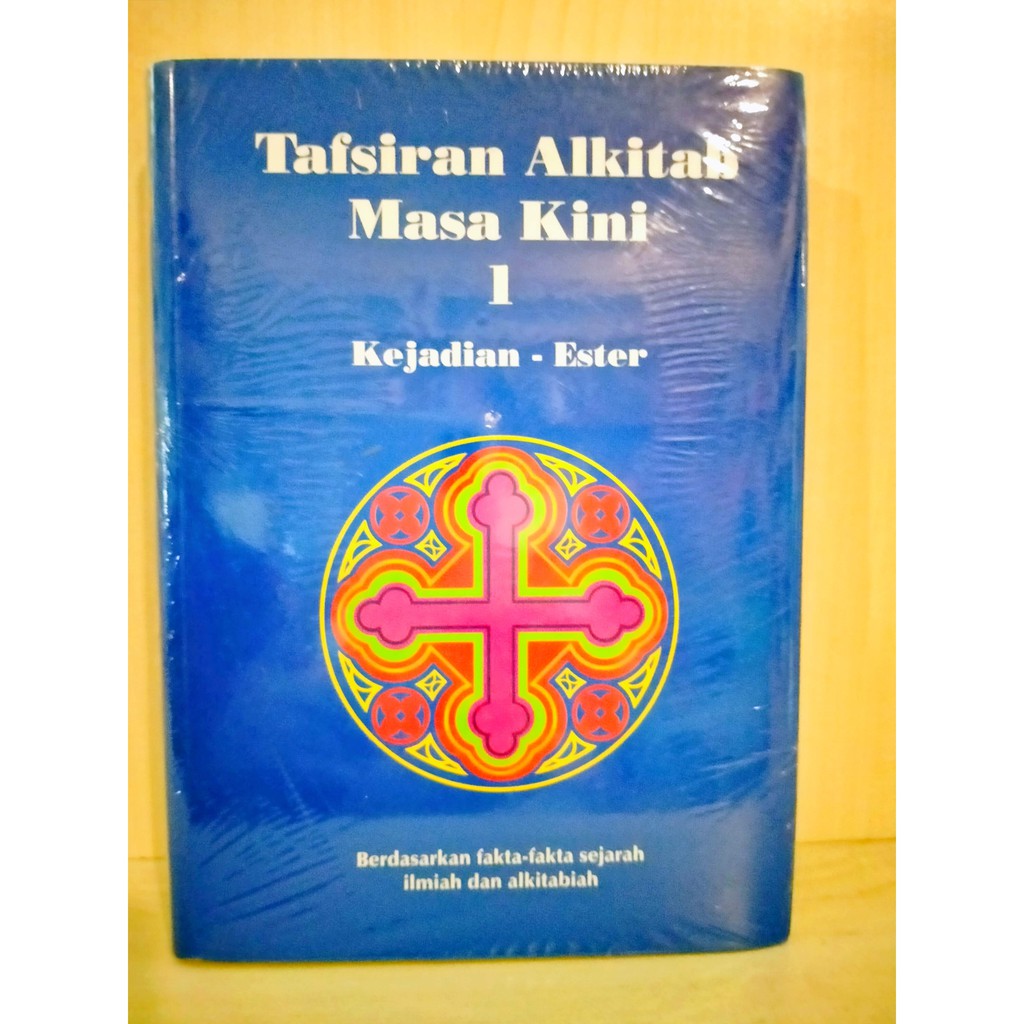 Tafsiran Alkitab
Masa Kini
1
Kejadian - Ester
Berdasarkan fakta-fakta sejarah
ilmiah dan alkitabiah